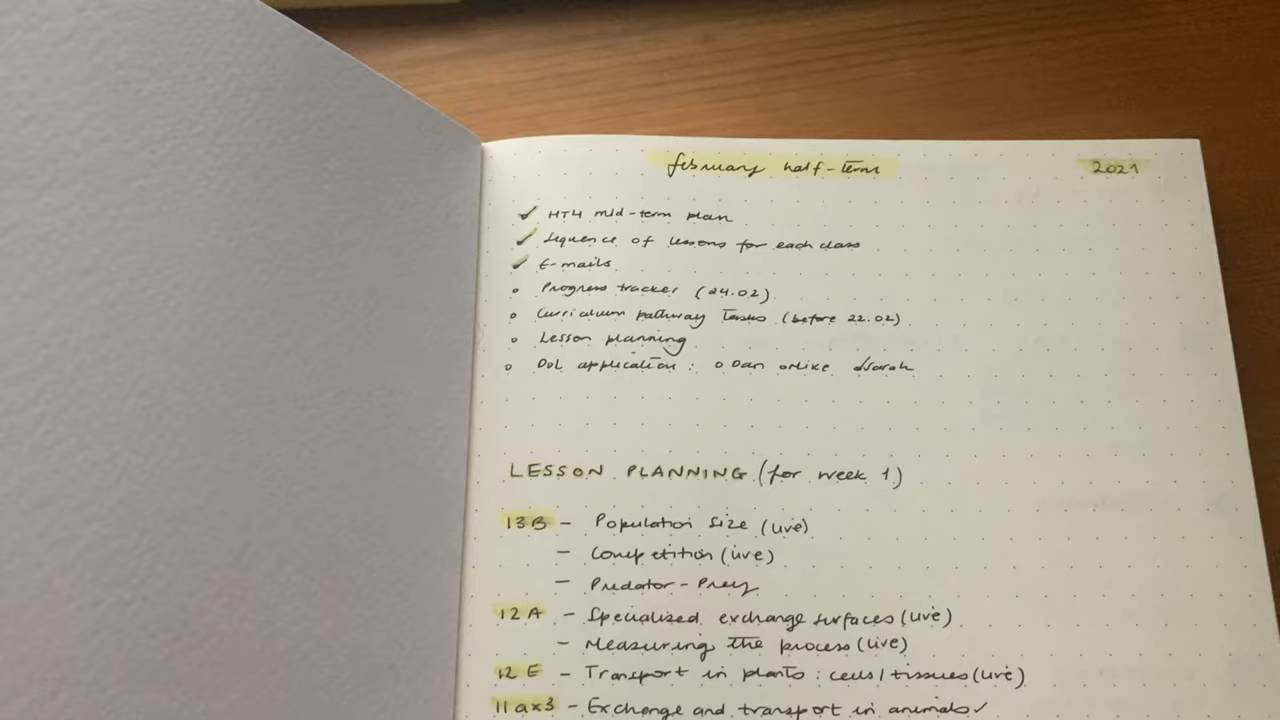 february half-term 2021
✓ HT4 mid-term plan
✓ Sequence of lessons for each class
✓ E-mails
o Progress tracker (24.02)
o Curriculum pathway tasks (before 22.02)
o Lesson planning
o DoL application: o Dan o Mike Sarah
LESSON PLANNING (for week 1)
13B - Population size (live)
- Competition (live)
- Predator-Prey
12A - Specialized exchange surfaces (live)
- Measuring the process (live)
12E - Transport in plants: cells/tissues (live)
11ax3 - Exchange and transport in animals ✓